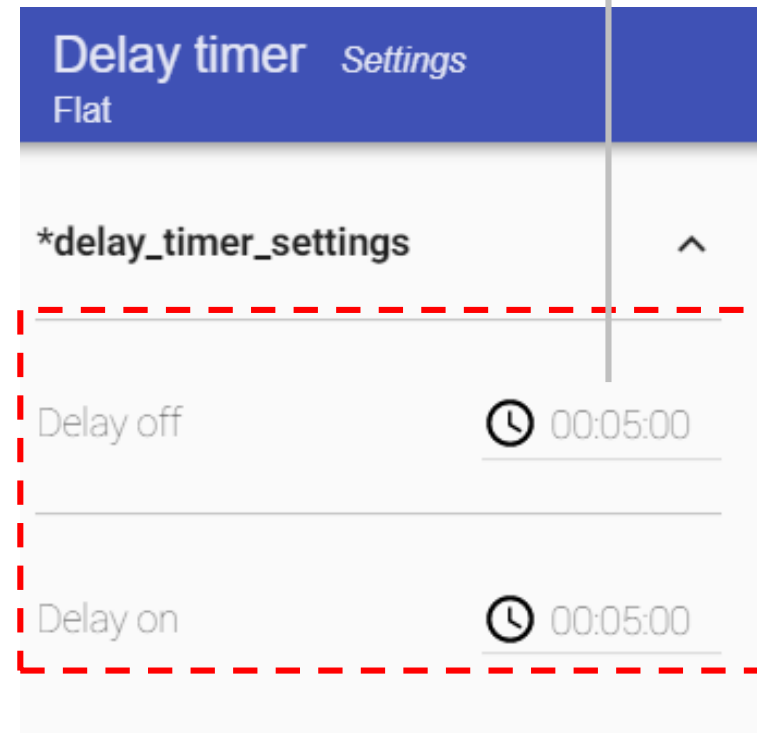 Delay timer Settings
Flat
*delay_timer_settings
Delay off 00:05:00
Delay on 00:05:00